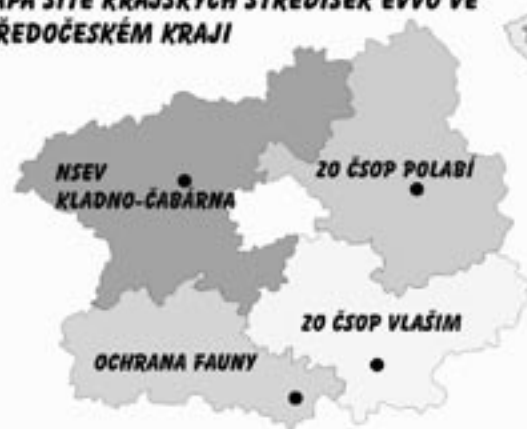 APA SÍTĚ KRAJSKÝCH STŘEDISEK EVVO VE
ŘEDOČESKÉM KRAJI
NSEV
KLADNO-ČABÁRNA
ZO ČSOP POLABÍ
ZO ČSOP VLAŠIM
OCHRANA FAUNY